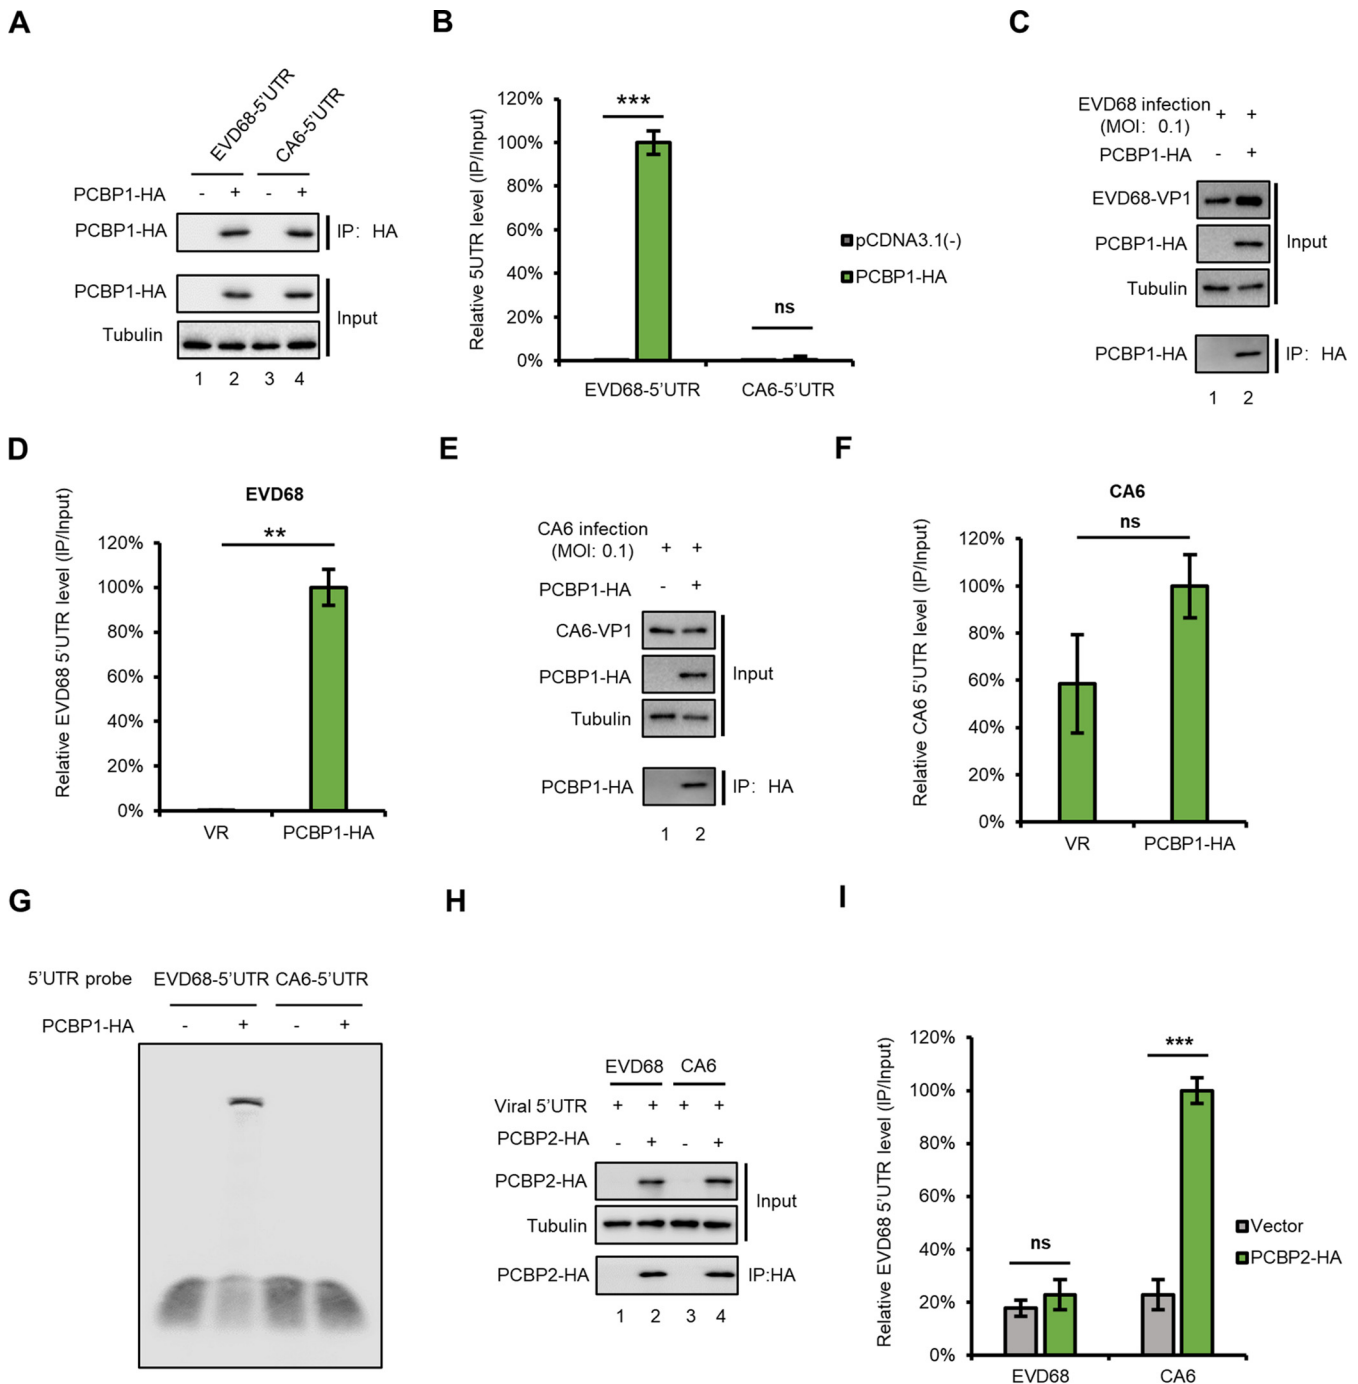 A
EVD68-5'UTR
CA6-5'UTR
PCBP1-HA - + - +
PCBP1-HA IP: HA
PCBP1-HA
Input
Tubulin
1 2 3 4
B
Relative 5UTR level (IP/Input)
120%
100%
80%
60%
40%
20%
0%
***
ns
EVD68-5'UTR CA6-5'UTR
pCDNA3.1(-)
PCBP1-HA
C
EVD68 infection + +
(MOI: 0.1)
PCBP1-HA - +
EVD68-VP1
PCBP1-HA Input
Tubulin
PCBP1-HA IP: HA
1 2
D
EVD68
Relative EVD68 5'UTR level (IP/Input)
120%
100%
80%
60%
40%
20%
0%
**
VR PCBP1-HA
E
CA6 infection + +
(MOI: 0.1)
PCBP1-HA - +
CA6-VP1
PCBP1-HA Input
Tubulin
PCBP1-HA IP: HA
1 2
F
CA6
ns
Relative CA6 5'UTR level (IP/Input)
120%
100%
80%
60%
40%
20%
0%
VR PCBP1-HA
G
5'UTR probe EVD68-5'UTR CA6-5'UTR
PCBP1-HA - + - +
H
EVD68 CA6
Viral 5'UTR + + + +
PCBP2-HA - + - +
PCBP2-HA
Input
Tubulin
PCBP2-HA IP:HA
1 2 3 4
I
Relative EVD68 5'UTR level (IP/Input)
120%
100%
80%
60%
40%
20%
0%
ns
***
EVD68 CA6
Vector
PCBP2-HA